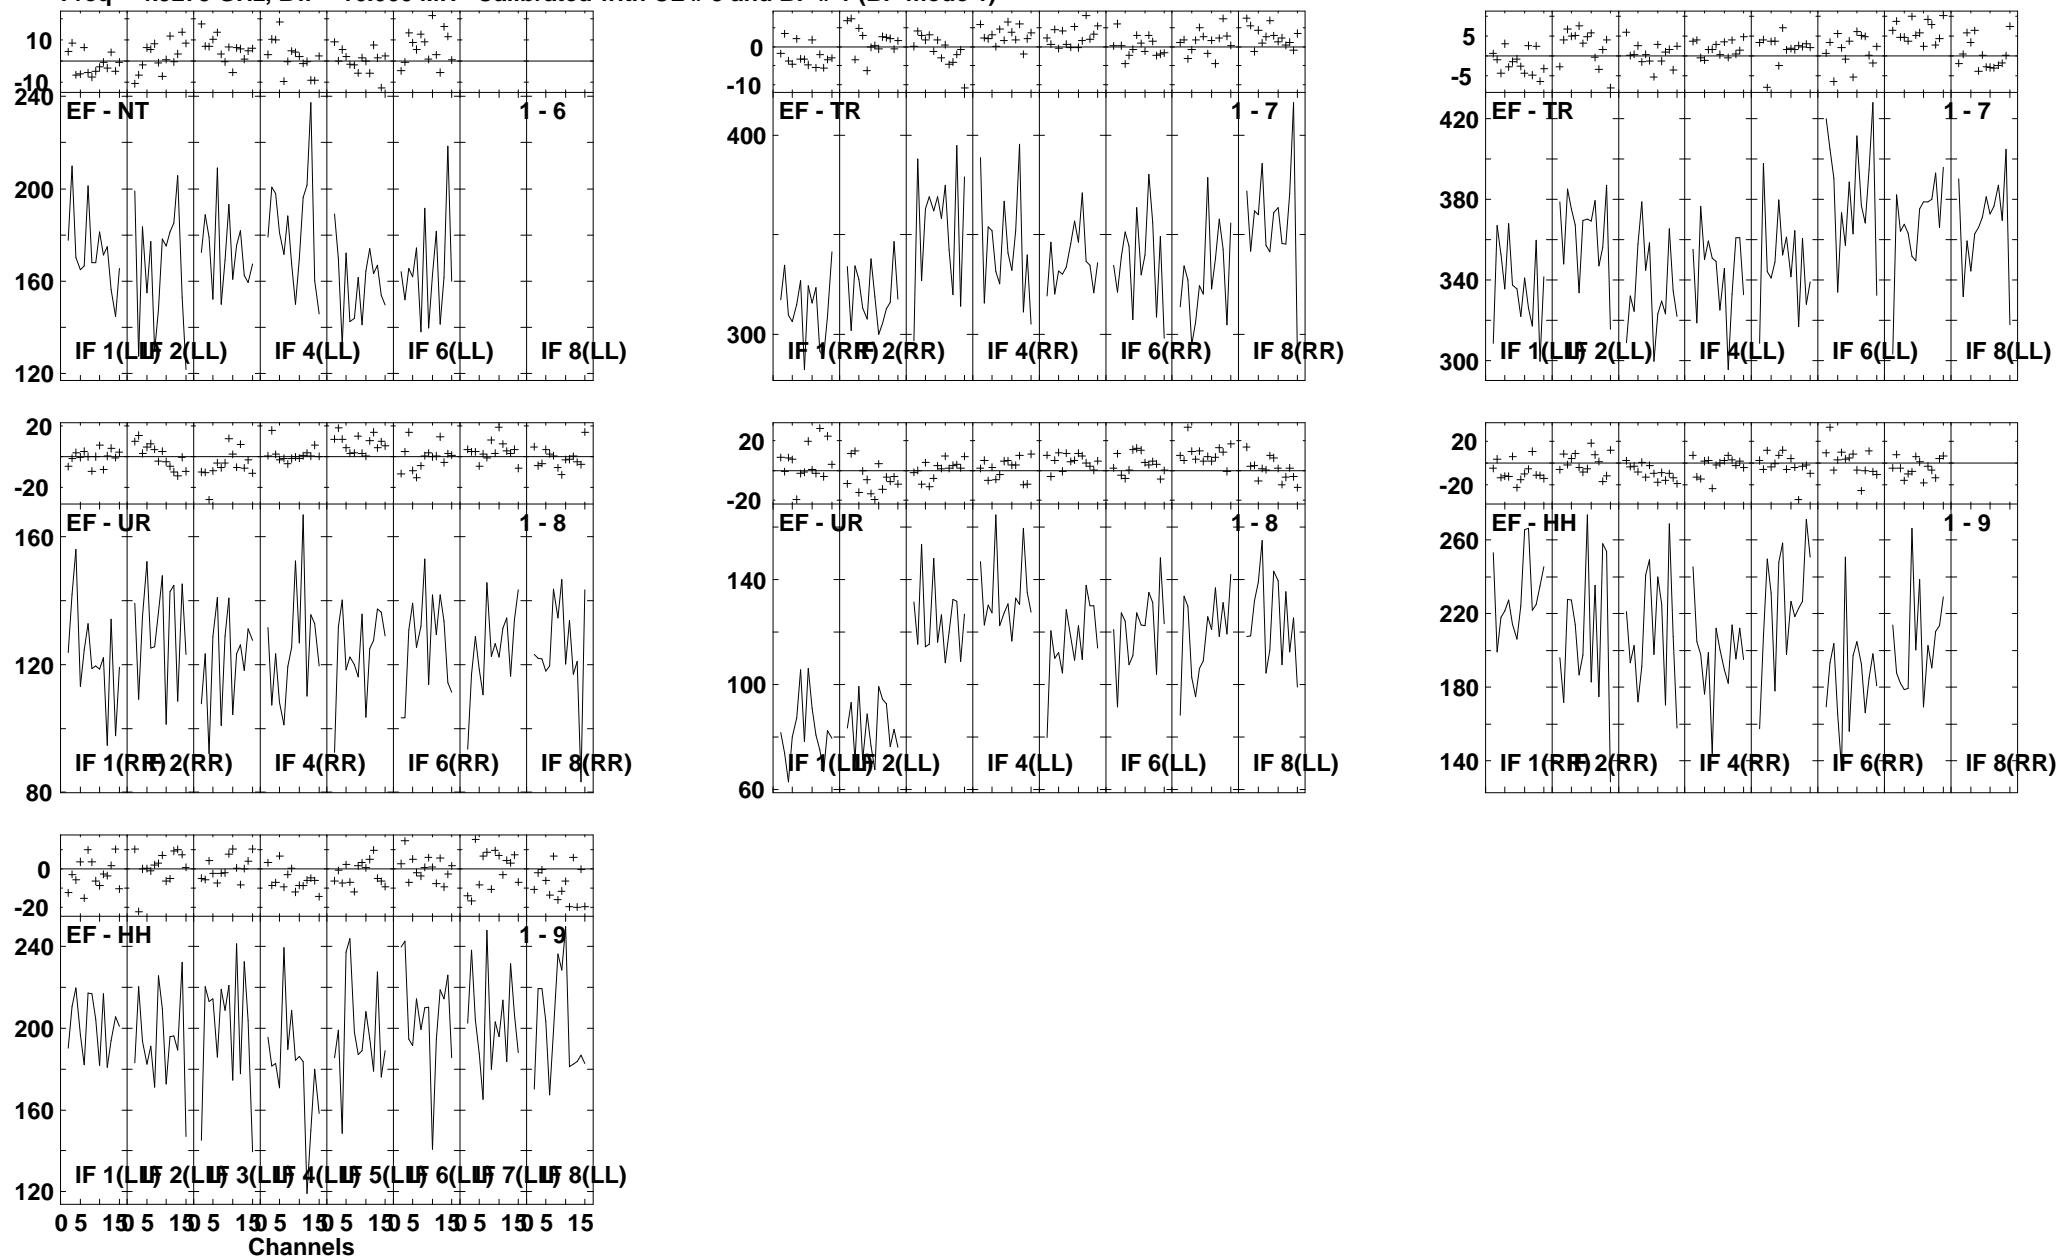 10
0
-10
5
-5
10
-10
240
EF - NT
1 - 6
200
160
120
IF 1(LL)
IF 2(LL)
IF 4(LL)
IF 6(LL)
IF 8(LL)
EF - TR
1 - 7
400
300
IF 1(RR)
IF 2(RR)
IF 4(RR)
IF 6(RR)
IF 8(RR)
EF - TR
1 - 7
420
380
340
300
IF 1(LL)
IF 2(LL)
IF 4(LL)
IF 6(LL)
IF 8(LL)
20
-20
EF - UR
1 - 8
160
120
80
IF 1(RR)
IF 2(RR)
IF 4(RR)
IF 6(RR)
IF 8(RR)
20
-20
EF - UR
1 - 8
140
100
60
IF 1(LL)
IF 2(LL)
IF 4(LL)
IF 6(LL)
IF 8(LL)
20
-20
EF - HH
1 - 9
260
220
180
140
IF 1(RR)
IF 2(RR)
IF 4(RR)
IF 6(RR)
IF 8(RR)
0
-20
EF - HH
1 - 9
240
200
160
120
IF 1(LL)
IF 2(LL)
IF 3(LL)
IF 4(LL)
IF 5(LL)
IF 6(LL)
IF 7(LL)
IF 8(LL)
0 5 15 0 5 15 0 5 15 0 5 15 0 5 15 0 5 15 0 5 15 0 5 15
Channels